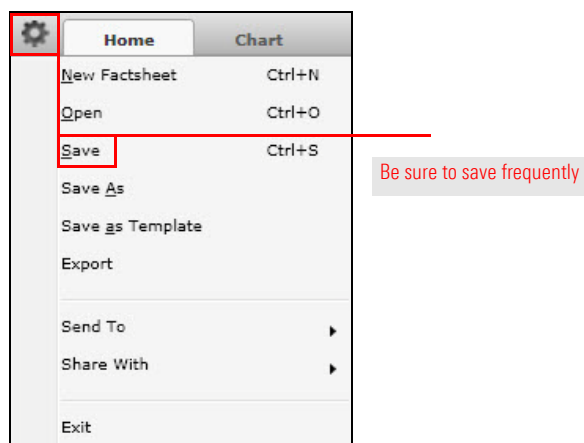 Home Chart
New Factsheet Ctrl+N
Open Ctrl+O
Save Ctrl+S
Be sure to save frequently
Save As
Save as Template
Export
Send To
Share With
Exit